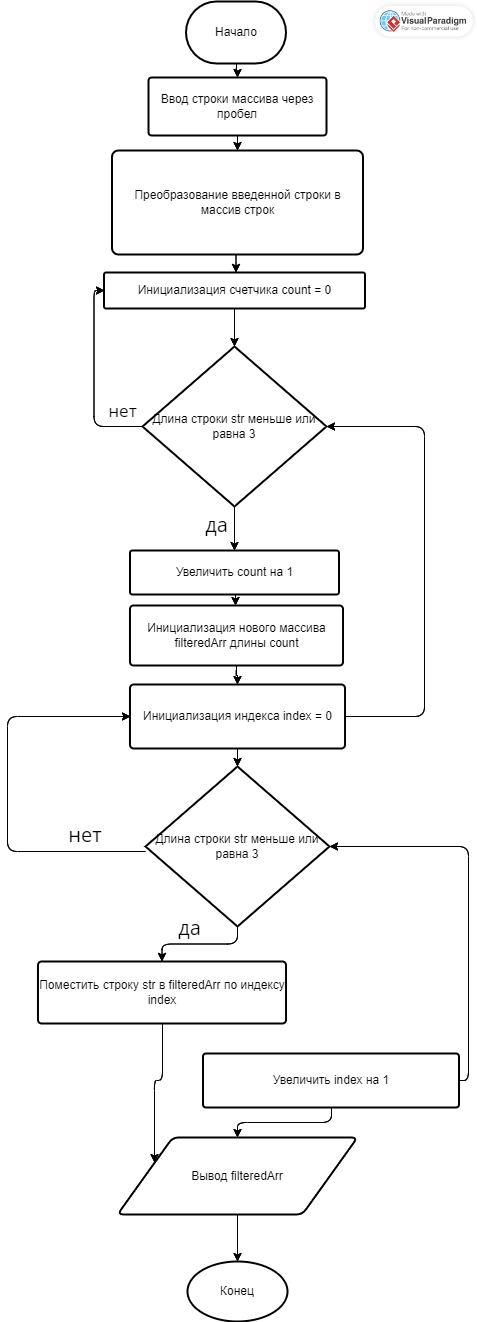 Начало
Made with
VisualParadigm
For non-commercial use
Ввод строки массива через
пробел
Преобразование введенной строки в
массив строк
Инициализация счетчика count = 0
нет
Длина строки str меньше или
равна 3
да
Увеличить count на 1
Инициализация нового массива
filteredArr длины count
Инициализация индекса index = 0
нет
Длина строки str меньше или
равна 3
да
Поместить строку str в filteredArr по индексу
index
Увеличить index на 1
Вывод filteredArr
Конец